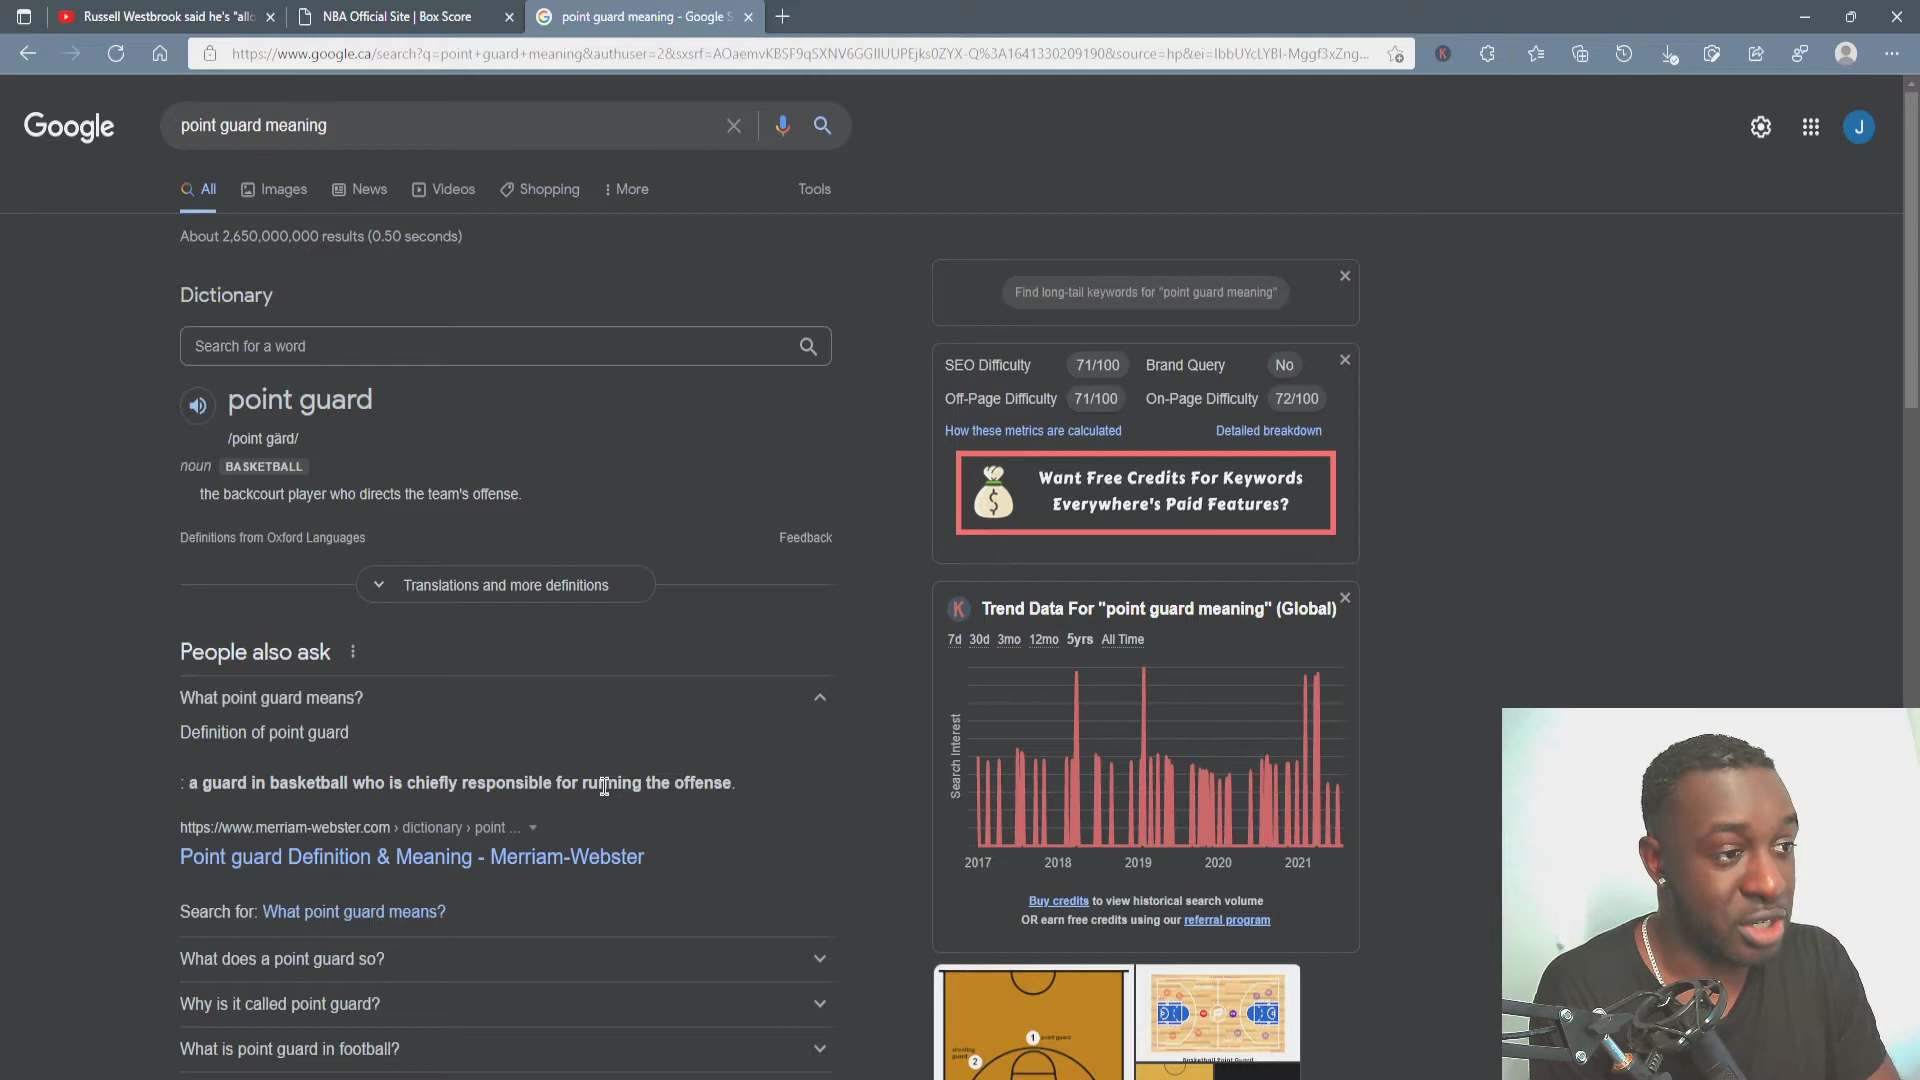 Russell Westbrook said he's "allo
NBA Official Site | Box Score
point guard meaning - Google S
https://www.google.ca/search?q=point+guard+meaning&authuser=2&sxsrf=AOaemvKBSF9qSXNV6GGIlUUPEjks0ZYX-Q%3A1641330209190&source=hp&ei=IbbUYcLYBI-Mggf3xZng...
Google
point guard meaning
J
All
Images
News
Videos
Shopping
More
Tools
About 2,650,000,000 results (0.50 seconds)
Dictionary
Search for a word
point guard
/point gärd/
noun BASKETBALL
the backcourt player who directs the team's offense.
Definitions from Oxford Languages
Feedback
Translations and more definitions
People also ask
What point guard means?
Definition of point guard
: a guard in basketball who is chiefly responsible for running the offense.
https://www.merriam-webster.com › dictionary › point ...
Point guard Definition & Meaning - Merriam-Webster
Search for: What point guard means?
What does a point guard so?
Why is it called point guard?
What is point guard in football?
Find long-tail keywords for "point guard meaning"
SEO Difficulty 71/100 Brand Query No
Off-Page Difficulty 71/100 On-Page Difficulty 72/100
How these metrics are calculated
Detailed breakdown
Want Free Credits For Keywords
Everywhere's Paid Features?
K Trend Data For "point guard meaning" (Global)
7d 30d 3mo 12mo 5yrs All Time
Search Interest
2017 2018 2019 2020 2021
Buy credits to view historical search volume
OR earn free credits using our referral program
1 point guard
shooting
guard
2
Basketball Point Guard